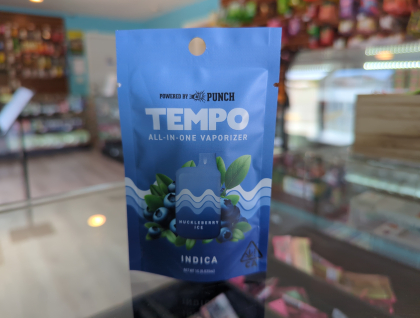 POWERED BY PUNCH
TEMPO
ALL-IN-ONE VAPORIZER
HUCKLEBERRY
ICE
INDICA